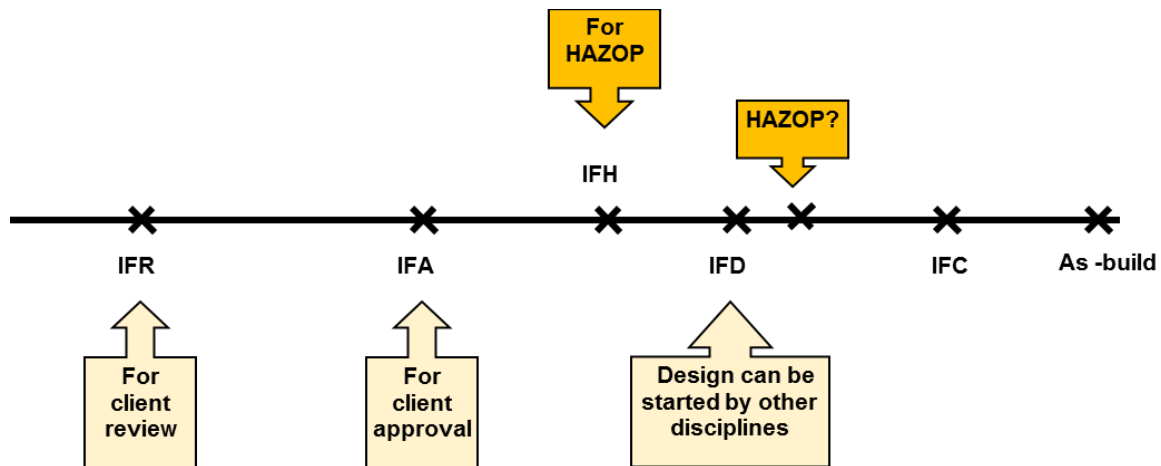 For
HAZOP
HAZOP?
IFH
IFR
IFA
IFD
IFC
As -build
For
client
review
For
client
approval
Design can be
started by other
disciplines